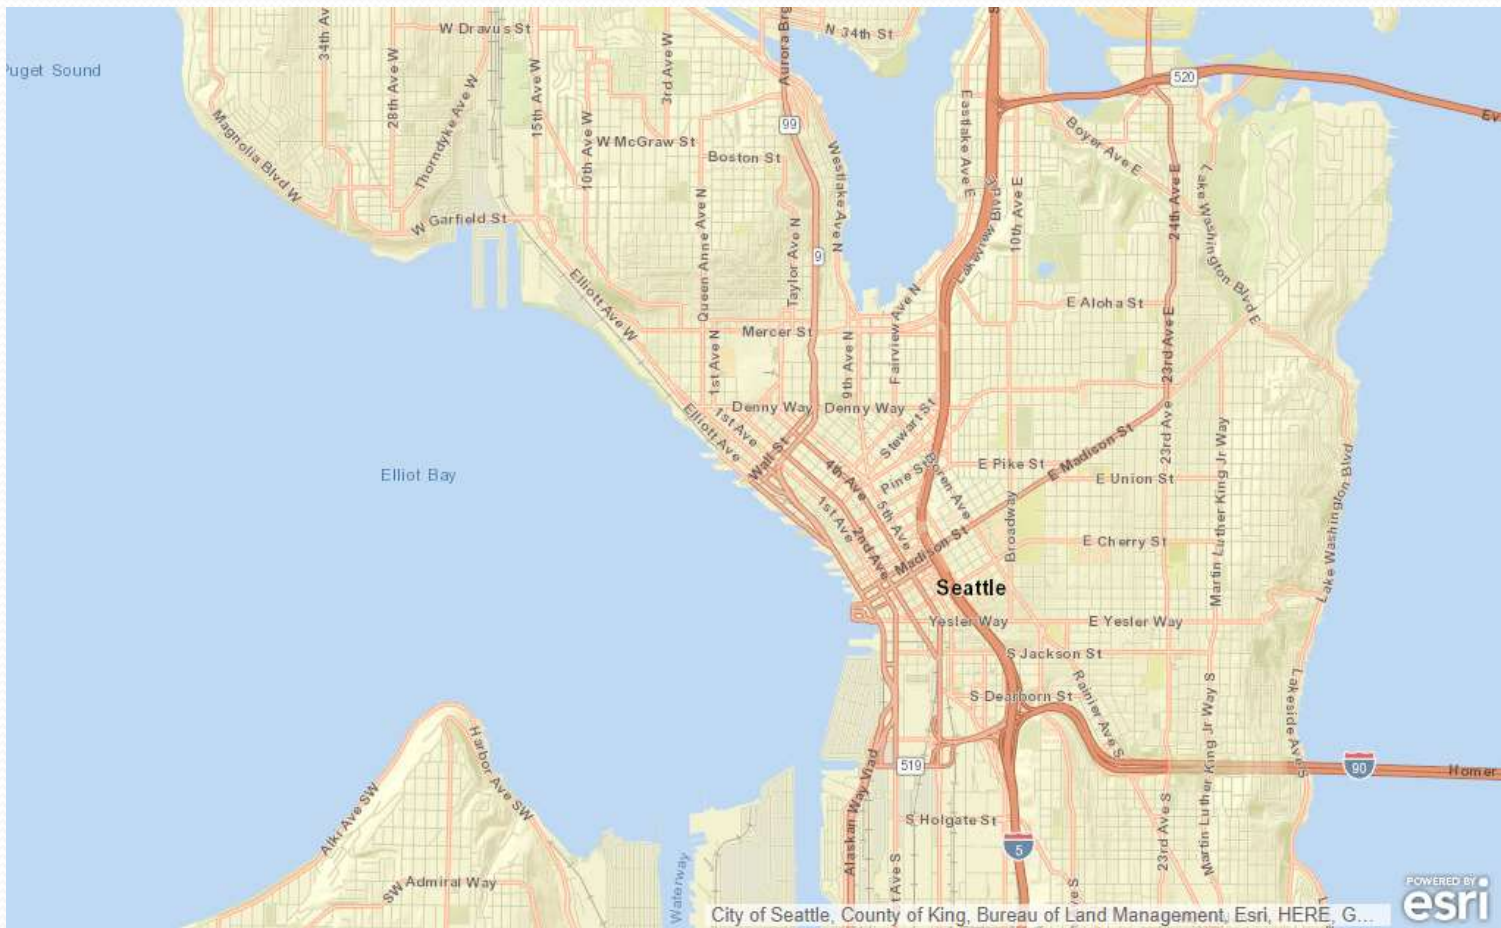 34th Av
W Dravus St
N 34th St
Puget Sound
28th Ave W
3rd Ave W
Aurora Brg
520
Thorndyke Ave W
15th Ave W
99
Eastlake Ave E
Ev
Magnolia Blvd W
10th Ave W
W McGraw St
Boston St
Westlake Ave N
Boyer Ave E
W Garfield St
Queen Anne Ave N
Taylor Ave N
9
Lakeview Blvd
10th Ave E
24th Ave E
Lake Washington Blvd E
Elliott Ave W
Fairview Ave N
E Aloha St
Mercer St
1st Ave N
9th Ave N
23rd Ave E
Denny Way
Denny Way
Elliott Ave
1st Ave
Stewart St
23rd Ave
Martin Luther King Jr Way
Lake Washington Blvd
Elliot Bay
Wall St
4th Ave
Pine St
Boren Ave
E Pike St
E Madison St
E Union St
1st Ave
5th Ave
2nd Ave
Madison St
Broadway
E Cherry St
Seattle
Yesler Way
E Yesler Way
S Jackson St
S Dearborn St
Rainier Ave S
Martin Luther King Jr Way S
Lakeside Ave S
Harbor Ave SW
Alki Ave SW
519
90
Homer
Alaskan Way Viad
S Holgate St
5
23rd Ave S
SW Admiral Way
Waterway
t Ave S
e S
L
City of Seattle, County of King, Bureau of Land Management, Esri, HERE, G...
POWERED BY
esri